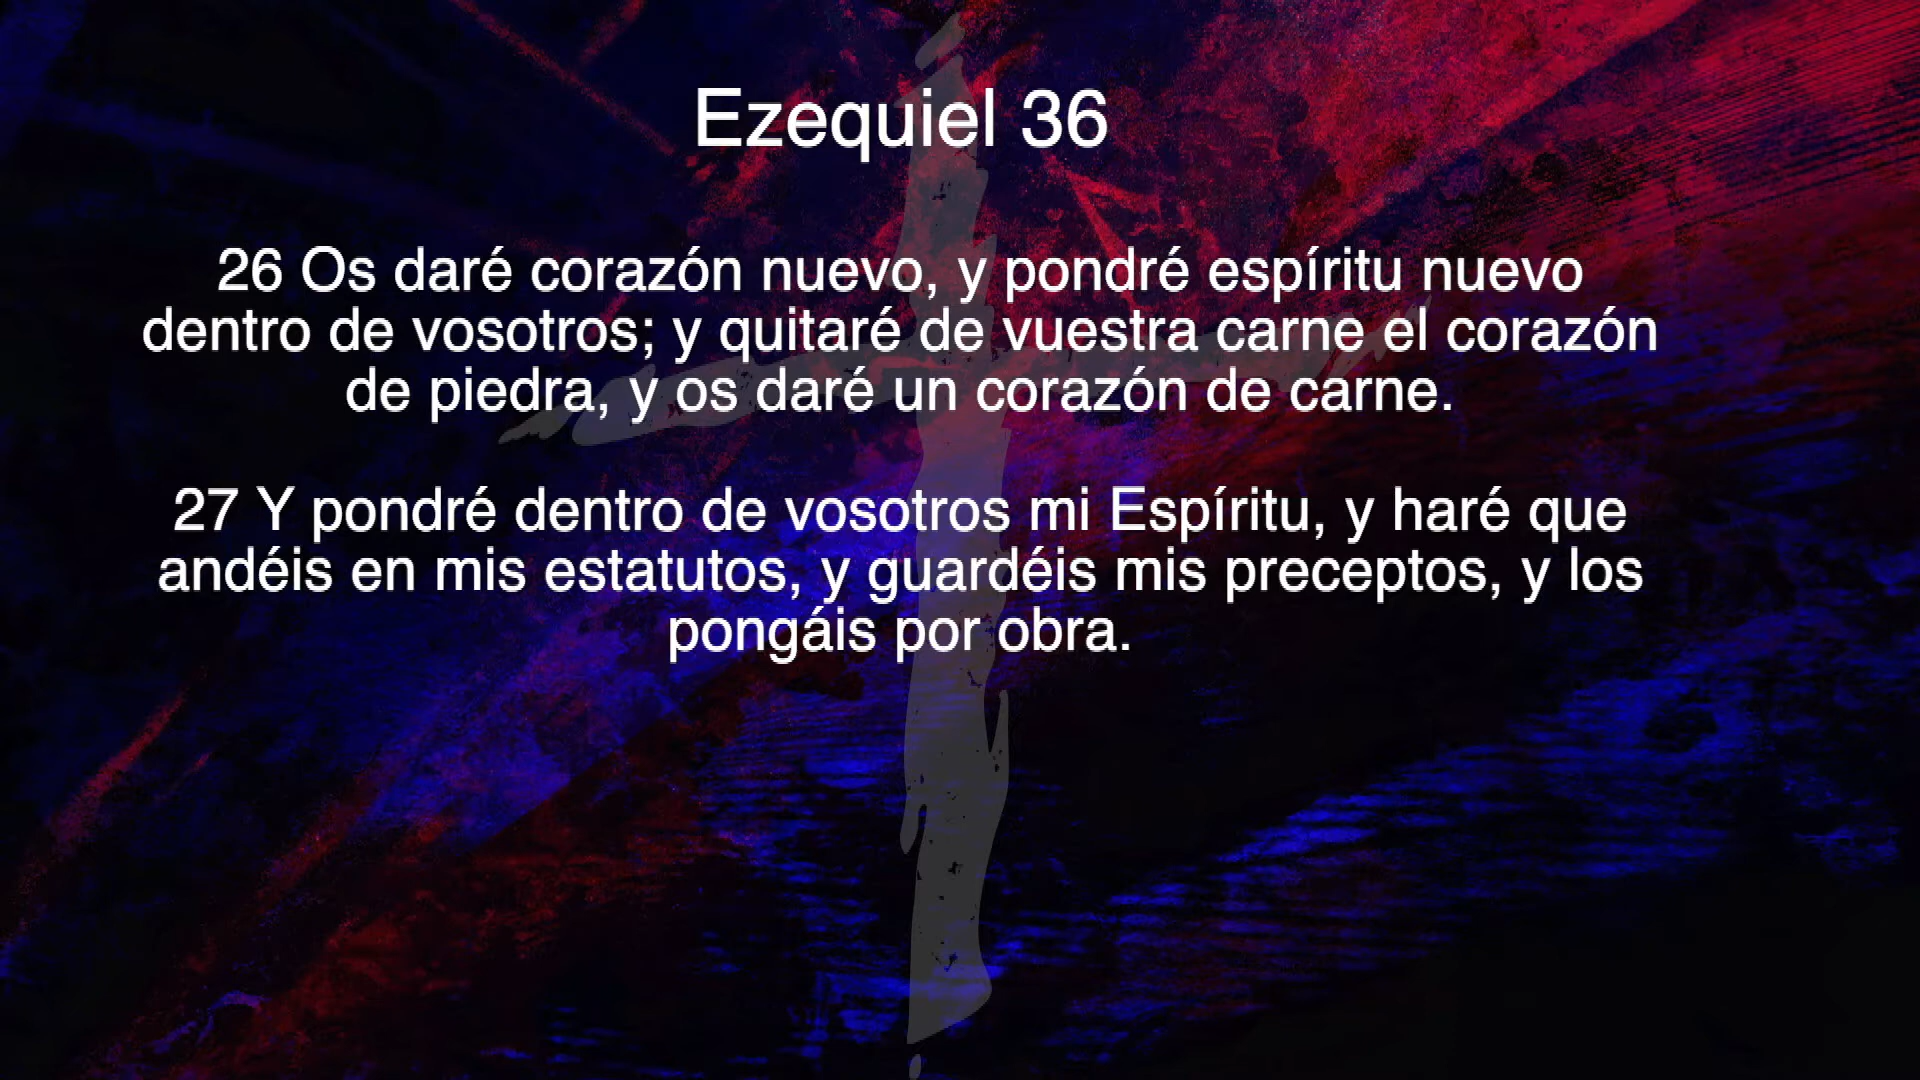 Ezequiel 36
26 Os daré corazón nuevo, y pondré espíritu nuevo
dentro de vosotros; y quitaré de vuestra carne el corazón
de piedra, y os daré un corazón de carne.
27 Y pondré dentro de vosotros mi Espíritu, y haré que
andéis en mis estatutos, y guardéis mis preceptos, y los
pongáis por obra.